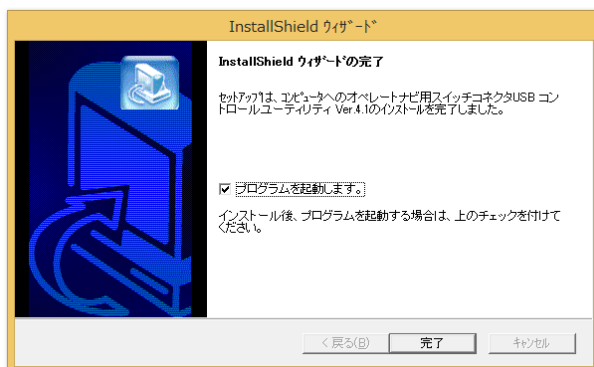 InstallShield ｳｨｻﾞｰﾄﾞ
InstallShield ｳｨｻﾞｰﾄﾞの完了
ｾｯﾄｱｯﾌﾟは、ｺﾝﾋﾟｭｰﾀへのオペレートナビ用スイッチコネクタUSB コン
トロールユーティリティ Ver.4.1のインストールを完了しました。
プログラムを起動します。
インストール後、プログラムを起動する場合は、上のチェックを付けて
ください。
< 戻る(B)
完了
ｷｬﾝｾﾙ